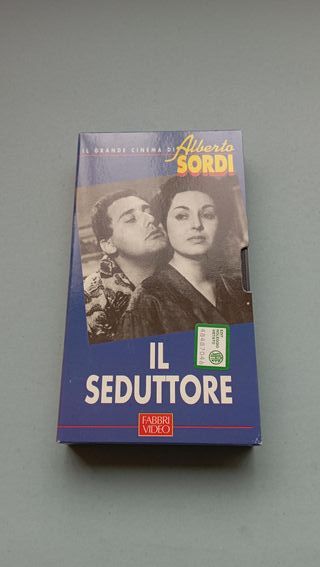 IL GRANDE CINEMA DI
Alberto
SORDI
IL
SEDUTTORE
FABBRI
VIDEO